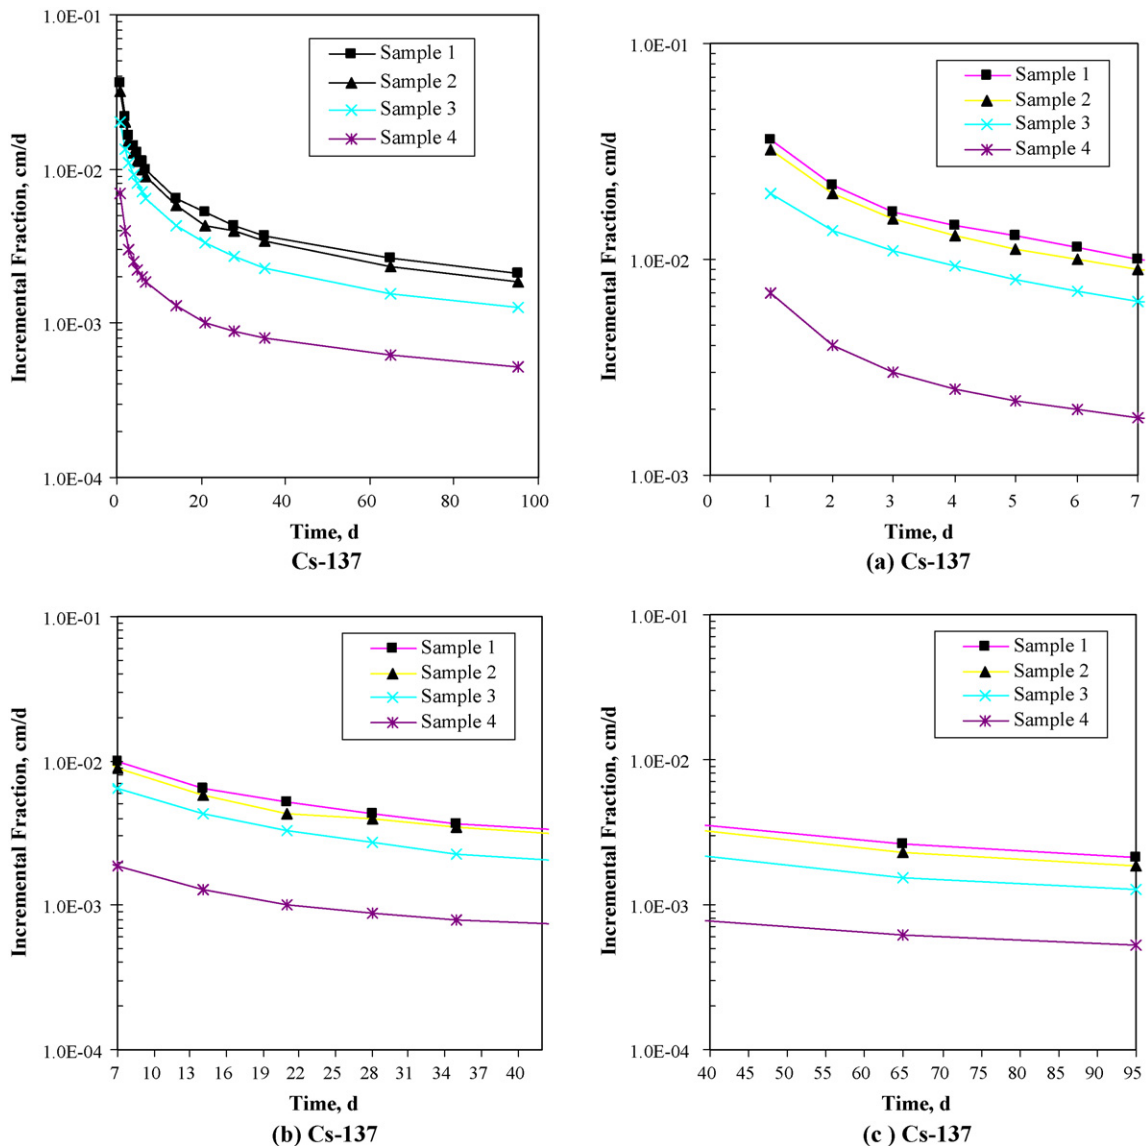 1.0E-01
1.0E-02
1.0E-03
1.0E-04
Incremental Fraction, cm/d
Sample 1
Sample 2
Sample 3
Sample 4
0 20 40 60 80 100
Time, d
Cs-137
1.0E-01
1.0E-02
1.0E-03
Incremental Fraction, cm/d
Sample 1
Sample 2
Sample 3
Sample 4
0 1 2 3 4 5 6 7
Time, d
(a) Cs-137
1.0E-01
1.0E-02
1.0E-03
1.0E-04
Incremental Fraction, cm/d
Sample 1
Sample 2
Sample 3
Sample 4
7 10 13 16 19 22 25 28 31 34 37 40
Time, d
(b) Cs-137
1.0E-01
1.0E-02
1.0E-03
1.0E-04
Incremental Fraction, cm/d
Sample 1
Sample 2
Sample 3
Sample 4
40 45 50 55 60 65 70 75 80 85 90 95
Time, d
(c ) Cs-137